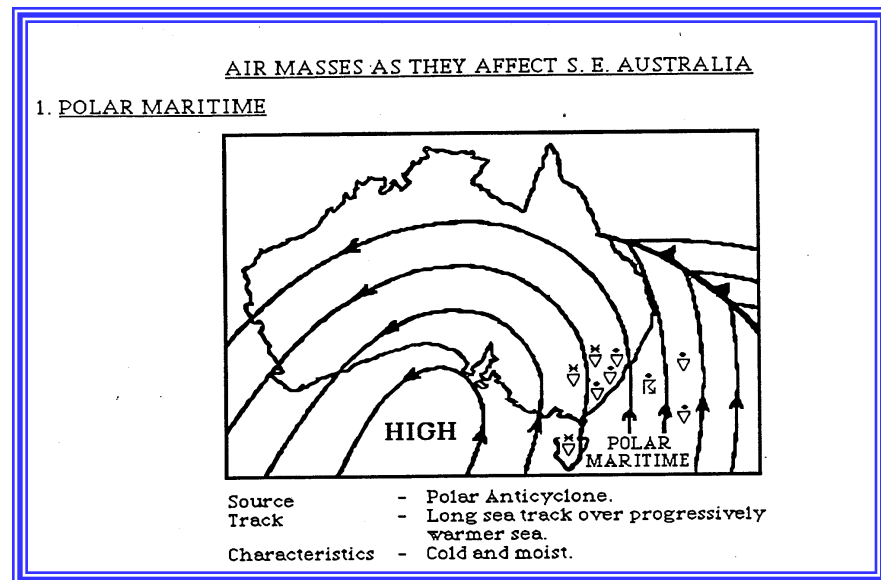 AIR MASSES AS THEY AFFECT S. E. AUSTRALIA
1. POLAR MARITIME
HIGH
POLAR
MARITIME
Source - Polar Anticyclone.
Track - Long sea track over progressively
warmer sea.
Characteristics - Cold and moist.